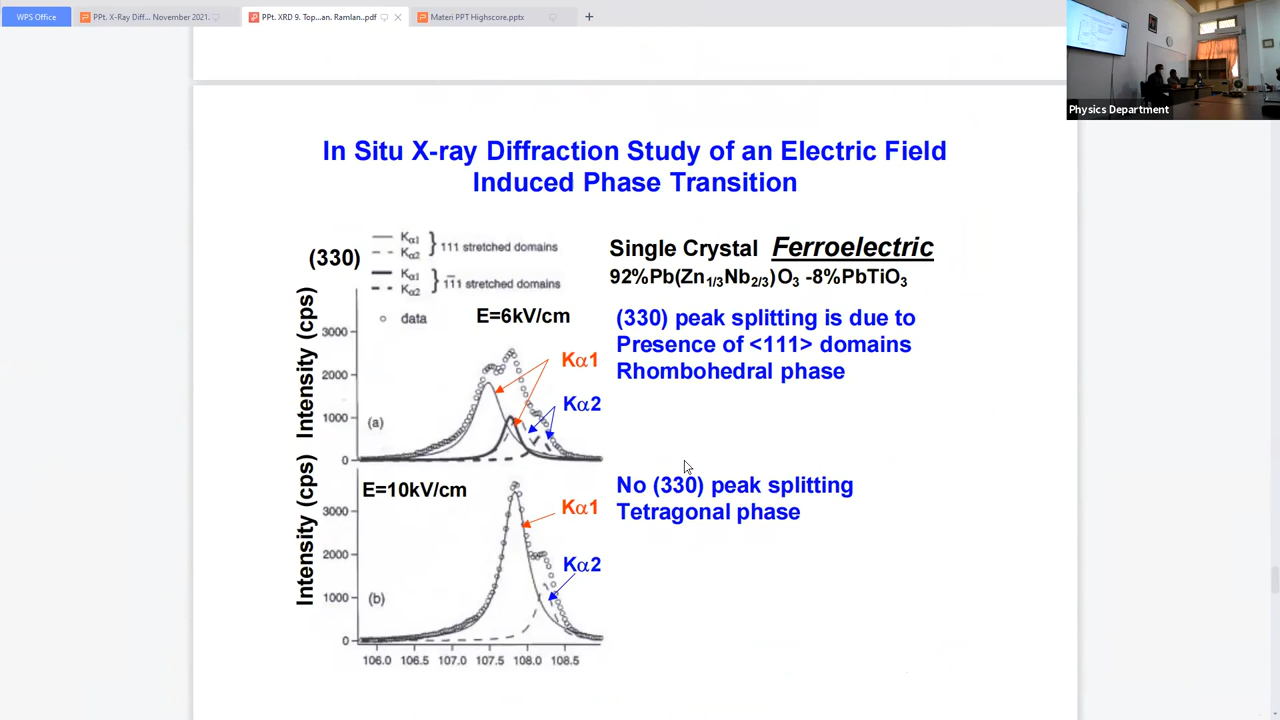 WPS Office
PPt. X-Ray Diff... November 2021.
PPt. XRD 9. Top...an. Ramlan..pdf
Materi PPT Highscore.pptx
Physics Department
In Situ X-ray Diffraction Study of an Electric Field
Induced Phase Transition
(330)
Kα1
Kα2
} 111 stretched domains
Kα1
Kα2
} 1̄11 stretched domains
data
E=6kV/cm
Single Crystal Ferroelectric
92%Pb(Zn1/3Nb2/3)O3 -8%PbTiO3
(330) peak splitting is due to
Presence of <111> domains
Rhombohedral phase
Intensity (cps)
3000
2000
1000
0
(a)
Kα1
Kα2
E=10kV/cm
No (330) peak splitting
Tetragonal phase
Intensity (cps)
3000
2000
1000
0
(b)
Kα1
Kα2
106.0 106.5 107.0 107.5 108.0 108.5